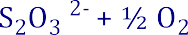 S₂O₃ ²⁻ + ½ O₂